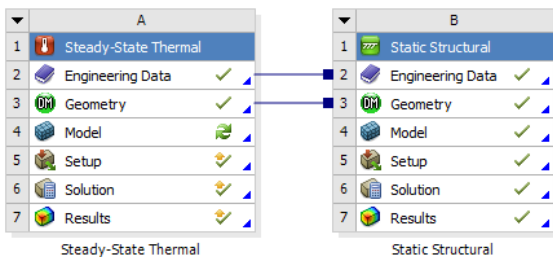 A
1 Steady-State Thermal
2 Engineering Data
3 DM Geometry
4 Model
5 Setup
6 Solution
7 Results
Steady-State Thermal
B
1 Static Structural
2 Engineering Data
3 DM Geometry
4 Model
5 Setup
6 Solution
7 Results
Static Structural